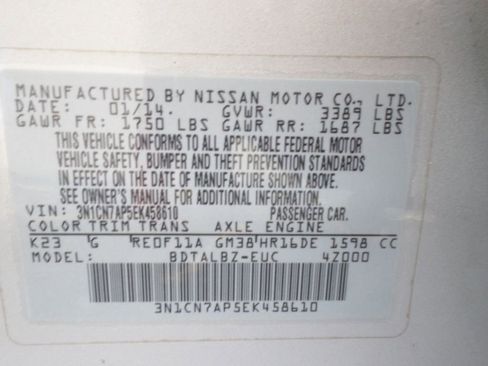 MANUFACTURED BY NISSAN MOTOR CO., LTD.
DATE: 01/14. GVWR: 3389 LBS
GAWR FR: 1750 LBS GAWR RR: 1687 LBS
THIS VEHICLE CONFORMS TO ALL APPLICABLE FEDERAL MOTOR
VEHICLE SAFETY, BUMPER AND THEFT PREVENTION STANDARDS
IN EFFECT ON THE DATE OF MANUFACTURE SHOWN ABOVE.
SEE OWNER'S MANUAL FOR ADDITIONAL INFORMATION.
VIN: 3N1CN7AP5EK458610 PASSENGER CAR.
COLOR TRIM TRANS AXLE ENGINE
K23 G RE0F11A GM38 HR16DE 1598 CC
MODEL: BDTALBZ-EUC 4Z000
3N1CN7AP5EK458610